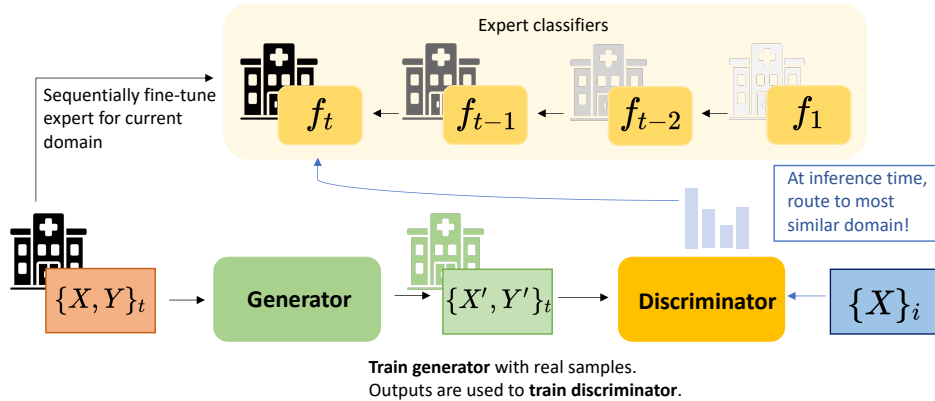 Expert classifiers
Sequentially fine-tune
expert for current
domain
f_t
f_{t-1}
f_{t-2}
f_1
At inference time,
route to most
similar domain!
{X, Y}_t
Generator
{X', Y'}_t
Discriminator
{X}_i
Train generator with real samples.
Outputs are used to train discriminator.